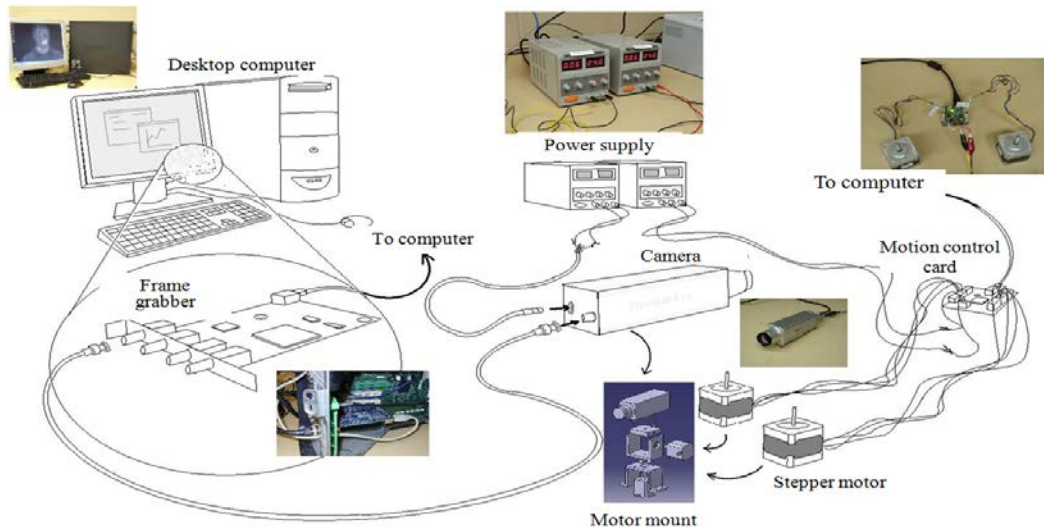 Desktop computer
Power supply
To computer
To computer
Camera
Motion control
card
Frame
grabber
Stepper motor
Motor mount